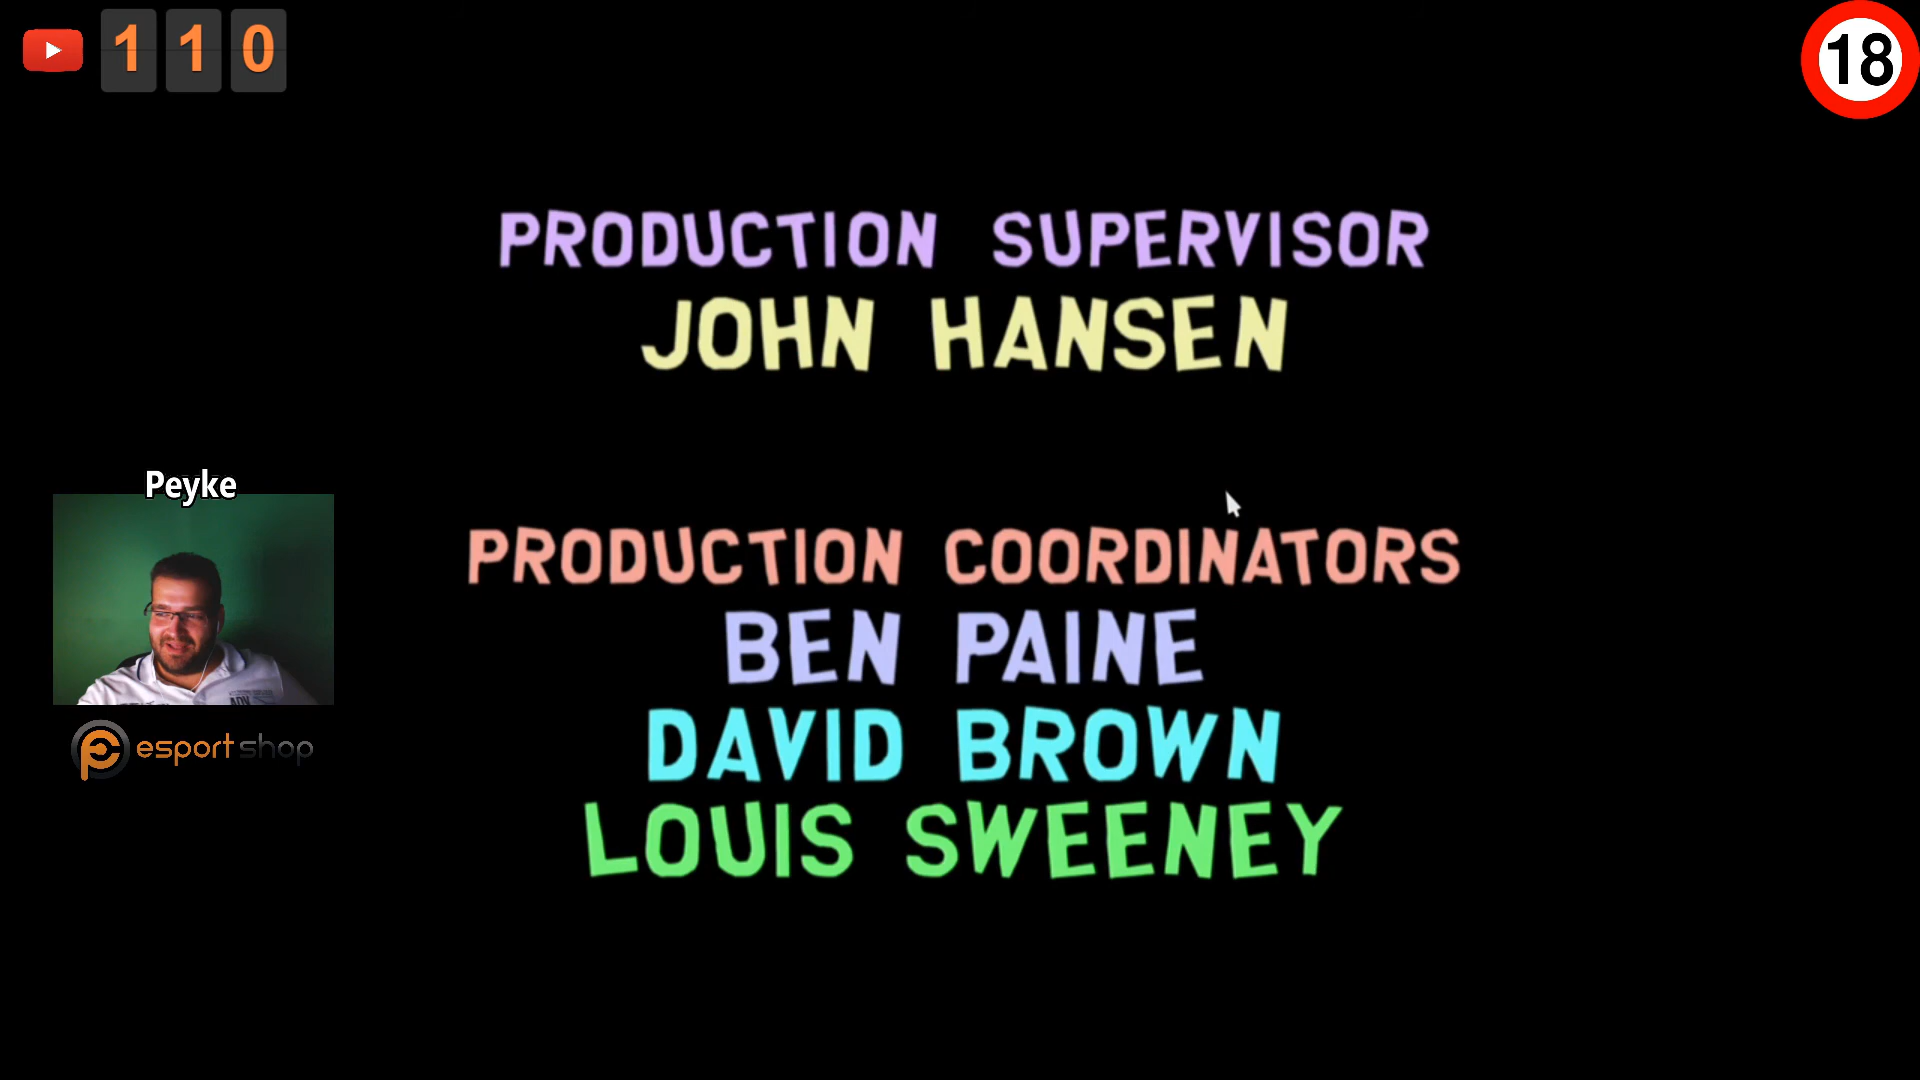 110
18
PRODUCTION SUPERVISOR
JOHN HANSEN
Peyke
PRODUCTION COORDINATORS
BEN PAINE
DAVID BROWN
LOUIS SWEENEY
esportshop